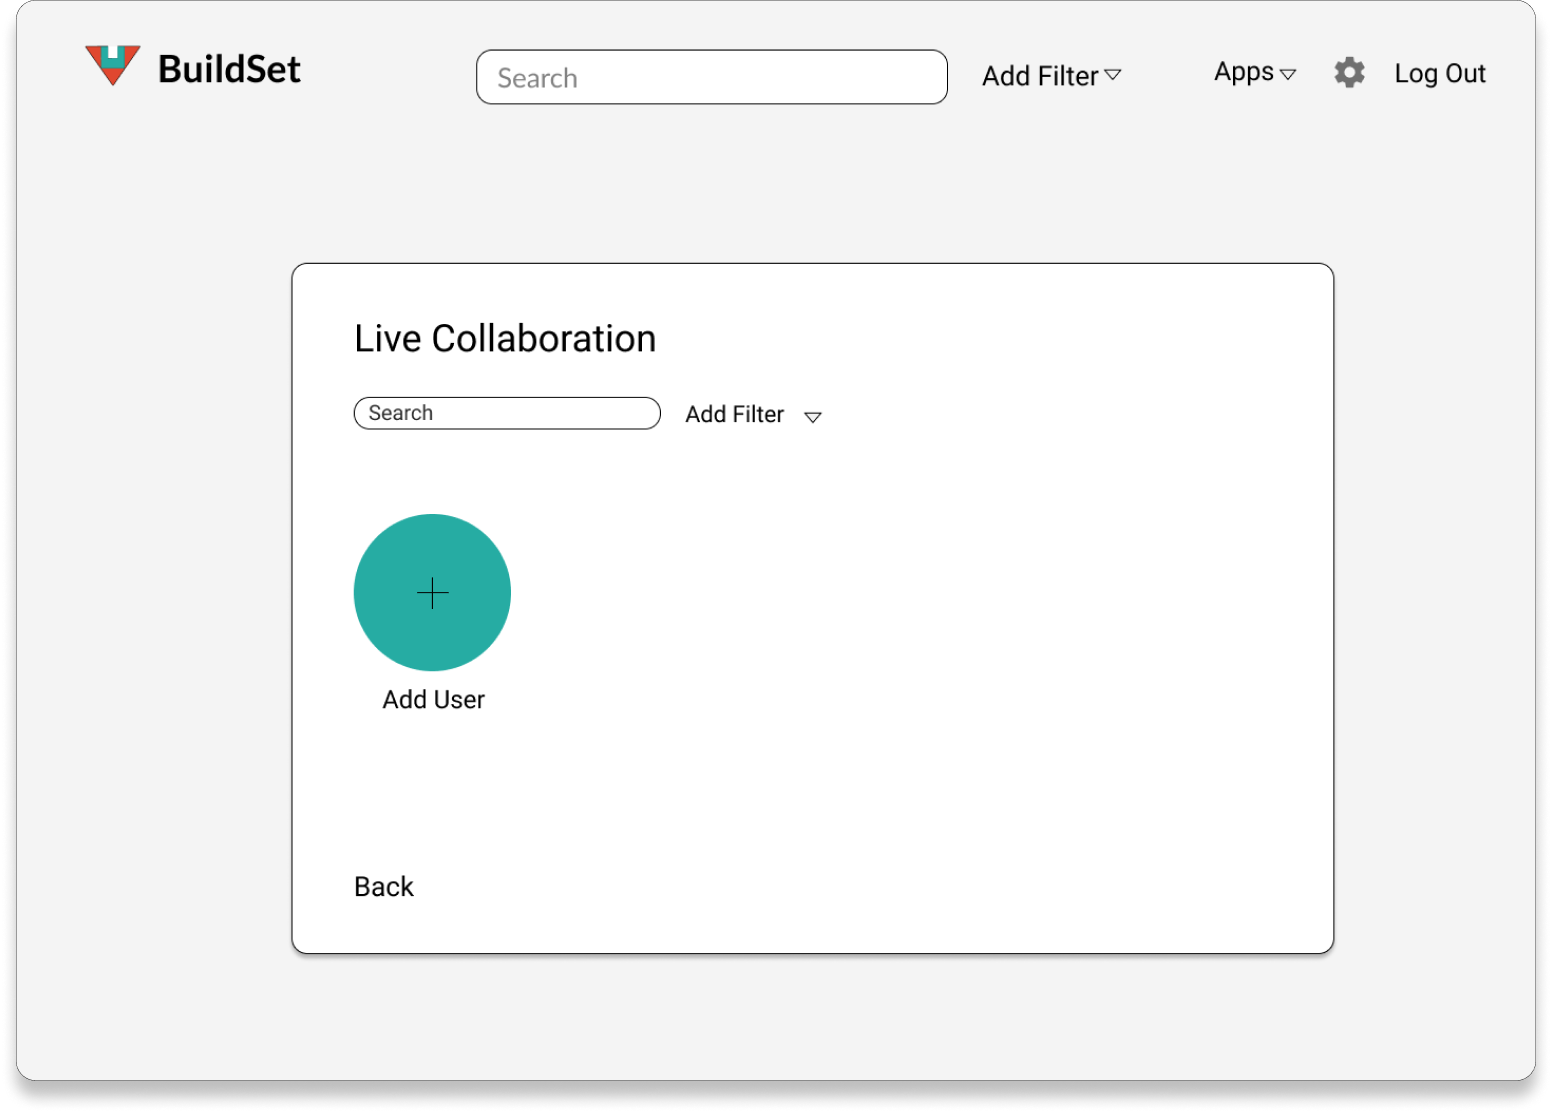 BuildSet
Search
Add Filter
Apps
Log Out
Live Collaboration
Search
Add Filter
Add User
Back